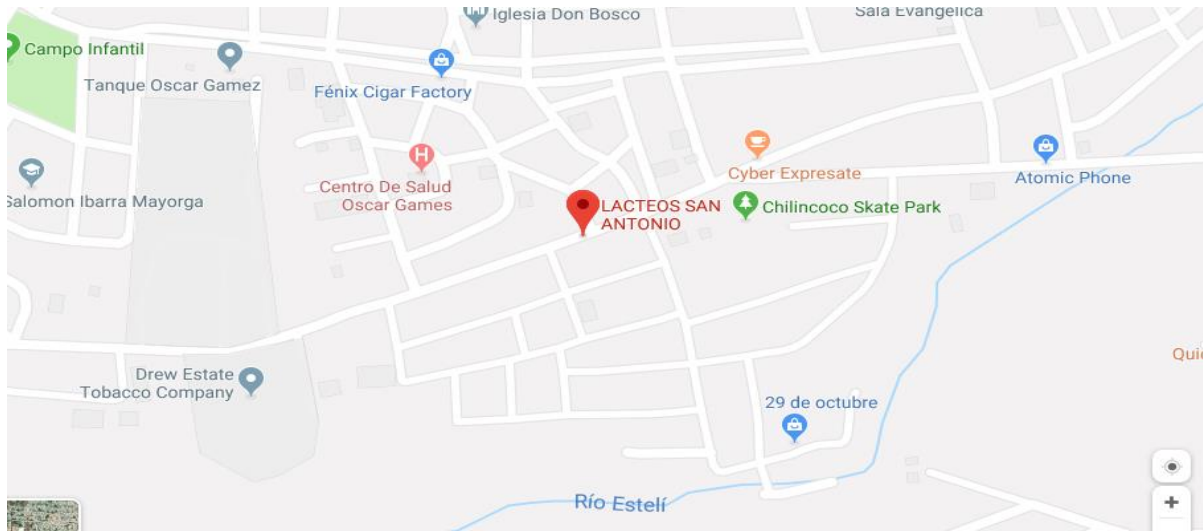 Iglesia Don Bosco
Sala Evangelica
Campo Infantil
Tanque Oscar Gamez
Fénix Cigar Factory
Atomic Phone
Cyber Expresate
Centro De Salud
Oscar Games
Salomon Ibarra Mayorga
LACTEOS SAN
ANTONIO
Chilincoco Skate Park
Drew Estate
Tobacco Company
29 de octubre
Río Estelí
+